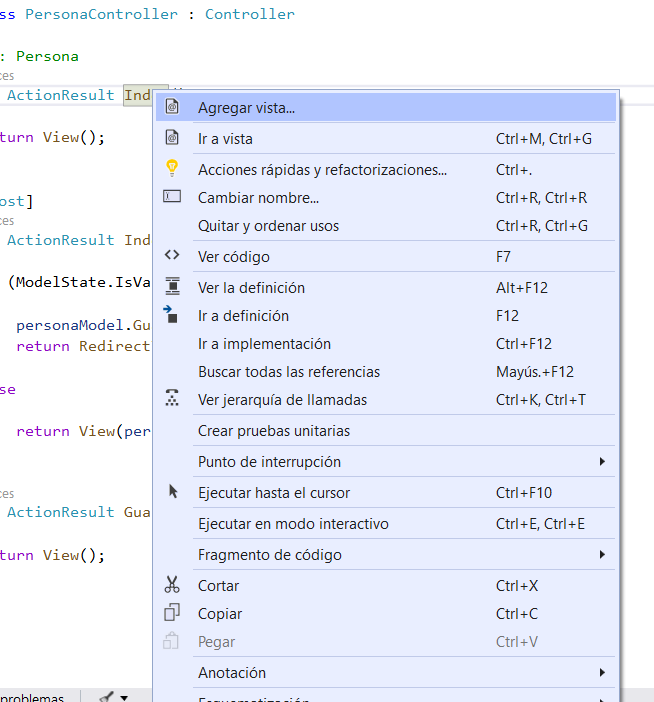 ss PersonaController : Controller
: Persona
ces
ActionResult Ind
Agregar vista...
turn View();
Ir a vista Ctrl+M, Ctrl+G
Acciones rápidas y refactorizaciones... Ctrl+.
ost]
Cambiar nombre... Ctrl+R, Ctrl+R
ces
Quitar y ordenar usos Ctrl+R, Ctrl+G
ActionResult Ind
Ver código F7
(ModelState.IsVa
Ver la definición Alt+F12
personaModel.Gu
Ir a definición F12
return Redirect
Ir a implementación Ctrl+F12
Buscar todas las referencias Mayús.+F12
se
Ver jerarquía de llamadas Ctrl+K, Ctrl+T
return View(per
Crear pruebas unitarias
Punto de interrupción
ces
Ejecutar hasta el cursor Ctrl+F10
ActionResult Gua
Ejecutar en modo interactivo Ctrl+E, Ctrl+E
turn View();
Fragmento de código
Cortar Ctrl+X
Copiar Ctrl+C
Pegar Ctrl+V
Anotación
problemas
Esquematización